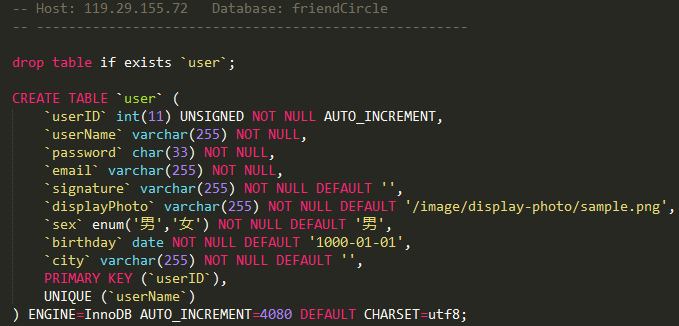 -- Host: 119.29.155.72   Database: friendCircle
-- ------------------------------------------------------
drop table if exists `user`;
CREATE TABLE `user` (
    `userID` int(11) UNSIGNED NOT NULL AUTO_INCREMENT,
    `userName` varchar(255) NOT NULL,
    `password` char(33) NOT NULL,
    `email` varchar(255) NOT NULL,
    `signature` varchar(255) NOT NULL DEFAULT '',
    `displayPhoto` varchar(255) NOT NULL DEFAULT '/image/display-photo/sample.png',
    `sex` enum('男','女') NOT NULL DEFAULT '男',
    `birthday` date NOT NULL DEFAULT '1000-01-01',
    `city` varchar(255) NOT NULL DEFAULT '',
    PRIMARY KEY (`userID`),
    UNIQUE (`userName`)
) ENGINE=InnoDB AUTO_INCREMENT=4080 DEFAULT CHARSET=utf8;